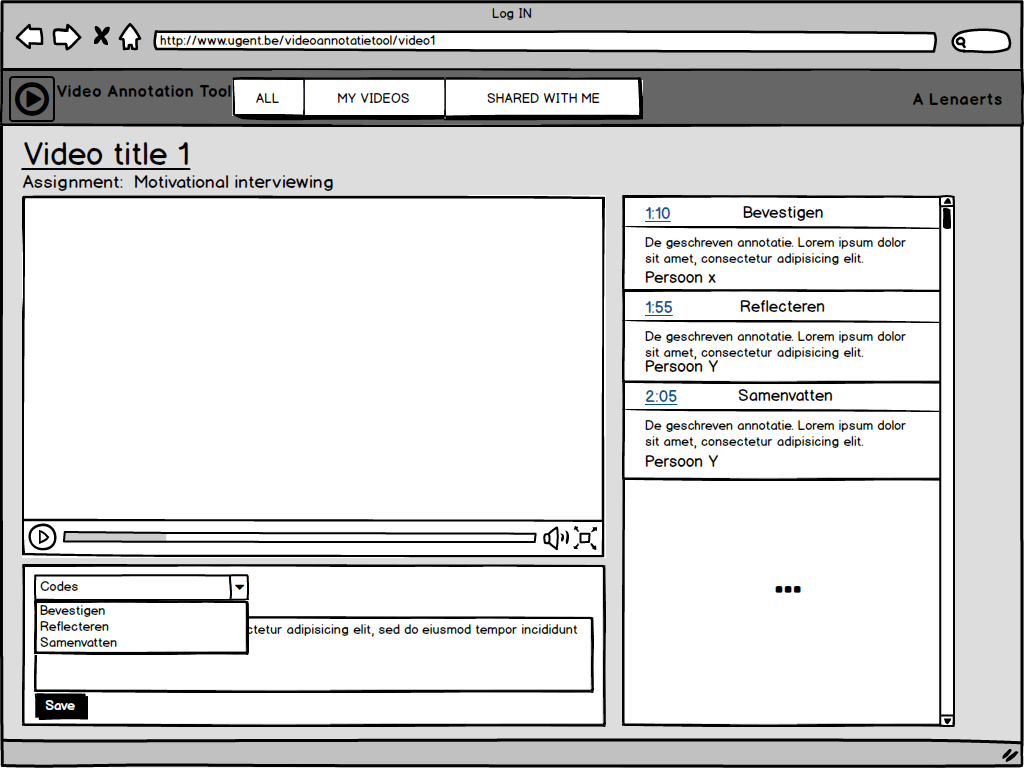 Log IN
http://www.ugent.be/videoannotatietool/video1
Video Annotation Tool
ALL
MY VIDEOS
SHARED WITH ME
A Lenaerts
Video title 1
Assignment: Motivational interviewing
1:10 Bevestigen
De geschreven annotatie. Lorem ipsum dolor
sit amet, consectetur adipisicing elit.
Persoon x
1:55 Reflecteren
De geschreven annotatie. Lorem ipsum dolor
sit amet, consectetur adipisicing elit.
Persoon Y
2:05 Samenvatten
De geschreven annotatie. Lorem ipsum dolor
sit amet, consectetur adipisicing elit.
Persoon Y
...
Codes
Bevestigen
Reflecteren
Samenvatten
ctetur adipisicing elit, sed do eiusmod tempor incididunt
Save